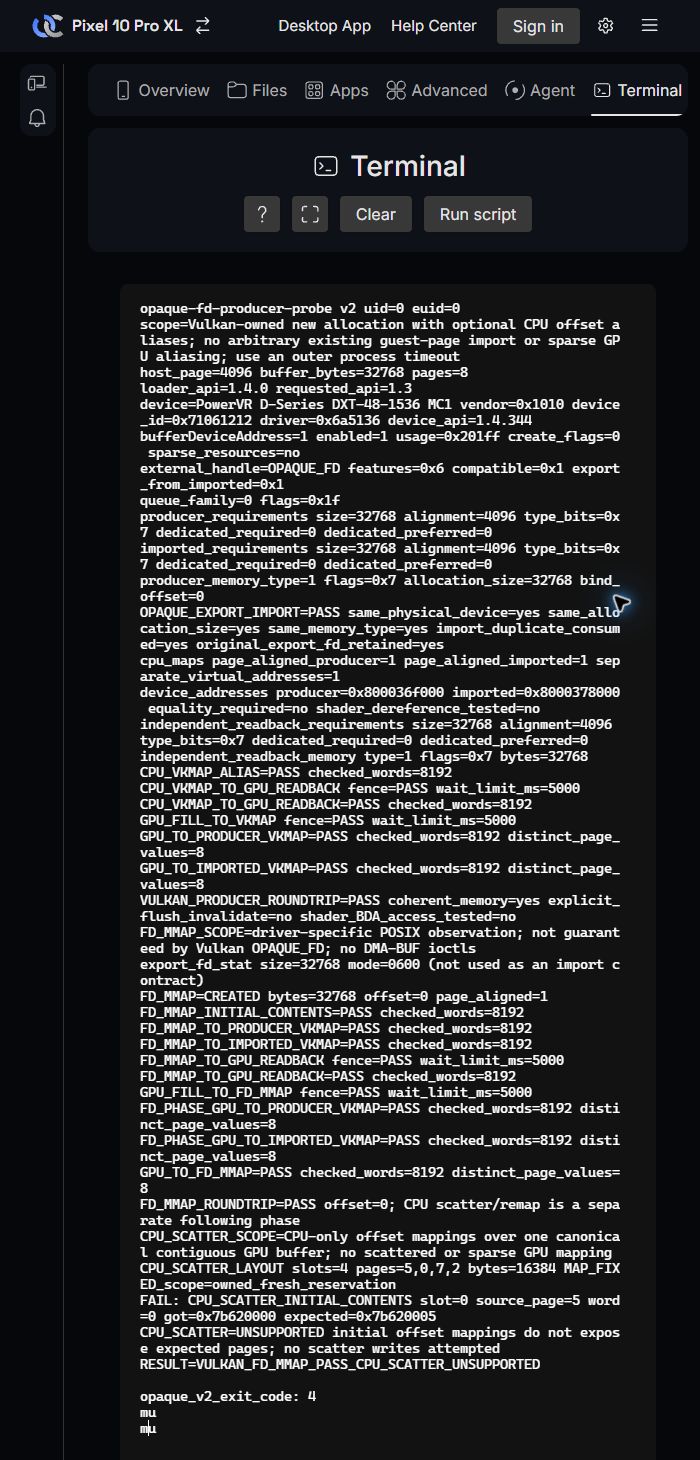 Pixel 10 Pro XL
Desktop App
Help Center
Sign in
Overview
Files
Apps
Advanced
Agent
Terminal
Terminal
?
Clear
Run script
opaque-fd-producer-probe v2 uid=0 euid=0
scope=Vulkan-owned new allocation with optional CPU offset a
liases; no arbitrary existing guest-page import or sparse GP
U aliasing; use an outer process timeout
host_page=4096 buffer_bytes=32768 pages=8
loader_api=1.4.0 requested_api=1.3
device=PowerVR D-Series DXT-48-1536 MC1 vendor=0x1010 device
_id=0x71061212 driver=0x6a5136 device_api=1.4.344
bufferDeviceAddress=1 enabled=1 usage=0x201ff create_flags=0
 sparse_resources=no
external_handle=OPAQUE_FD features=0x6 compatible=0x1 export
_from_imported=0x1
queue_family=0 flags=0x1f
producer_requirements size=32768 alignment=4096 type_bits=0x
7 dedicated_required=0 dedicated_preferred=0
imported_requirements size=32768 alignment=4096 type_bits=0x
7 dedicated_required=0 dedicated_preferred=0
producer_memory_type=1 flags=0x7 allocation_size=32768 bind_
offset=0
OPAQUE_EXPORT_IMPORT=PASS same_physical_device=yes same_allo
cation_size=yes same_memory_type=yes import_duplicate_consum
ed=yes original_export_fd_retained=yes
cpu_maps page_aligned_producer=1 page_aligned_imported=1 sep
arate_virtual_addresses=1
device_addresses producer=0x800036f000 imported=0x8000378000
 equality_required=no shader_dereference_tested=no
independent_readback_requirements size=32768 alignment=4096
type_bits=0x7 dedicated_required=0 dedicated_preferred=0
independent_readback_memory type=1 flags=0x7 bytes=32768
CPU_VKMAP_ALIAS=PASS checked_words=8192
CPU_VKMAP_TO_GPU_READBACK fence=PASS wait_limit_ms=5000
CPU_VKMAP_TO_GPU_READBACK=PASS checked_words=8192
GPU_FILL_TO_VKMAP fence=PASS wait_limit_ms=5000
GPU_TO_PRODUCER_VKMAP=PASS checked_words=8192 distinct_page_
values=8
GPU_TO_IMPORTED_VKMAP=PASS checked_words=8192 distinct_page_
values=8
VULKAN_PRODUCER_ROUNDTRIP=PASS coherent_memory=yes explicit_
flush_invalidate=no shader_BDA_access_tested=no
FD_MMAP_SCOPE=driver-specific POSIX observation; not guarant
eed by Vulkan OPAQUE_FD; no DMA-BUF ioctls
export_fd_stat size=32768 mode=0600 (not used as an import c
ontract)
FD_MMAP=CREATED bytes=32768 offset=0 page_aligned=1
FD_MMAP_INITIAL_CONTENTS=PASS checked_words=8192
FD_MMAP_TO_PRODUCER_VKMAP=PASS checked_words=8192
FD_MMAP_TO_IMPORTED_VKMAP=PASS checked_words=8192
FD_MMAP_TO_GPU_READBACK fence=PASS wait_limit_ms=5000
FD_MMAP_TO_GPU_READBACK=PASS checked_words=8192
GPU_FILL_TO_FD_MMAP fence=PASS wait_limit_ms=5000
FD_PHASE_GPU_TO_PRODUCER_VKMAP=PASS checked_words=8192 disti
nct_page_values=8
FD_PHASE_GPU_TO_IMPORTED_VKMAP=PASS checked_words=8192 disti
nct_page_values=8
GPU_TO_FD_MMAP=PASS checked_words=8192 distinct_page_values=
8
FD_MMAP_ROUNDTRIP=PASS offset=0; CPU scatter/remap is a sepa
rate following phase
CPU_SCATTER_SCOPE=CPU-only offset mappings over one canonica
l contiguous GPU buffer; no scattered or sparse GPU mapping
CPU_SCATTER_LAYOUT slots=4 pages=5,0,7,2 bytes=16384 MAP_FIX
ED_scope=owned_fresh_reservation
FAIL: CPU_SCATTER_INITIAL_CONTENTS slot=0 source_page=5 word
=0 got=0x7b620000 expected=0x7b620005
CPU_SCATTER=UNSUPPORTED initial offset mappings do not expos
e expected pages; no scatter writes attempted
RESULT=VULKAN_FD_MMAP_PASS_CPU_SCATTER_UNSUPPORTED
opaque_v2_exit_code: 4
mu
mu